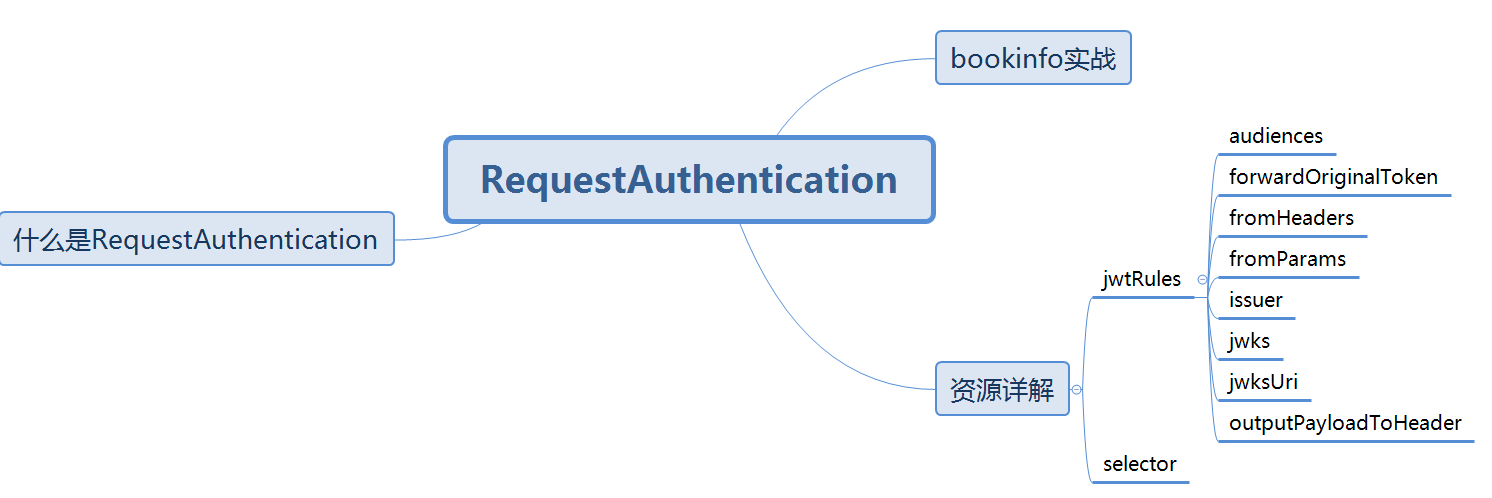 bookinfo实战
RequestAuthentication
什么是RequestAuthentication
资源详解
jwtRules
audiences
forwardOriginalToken
fromHeaders
fromParams
issuer
jwks
jwksUri
outputPayloadToHeader
selector